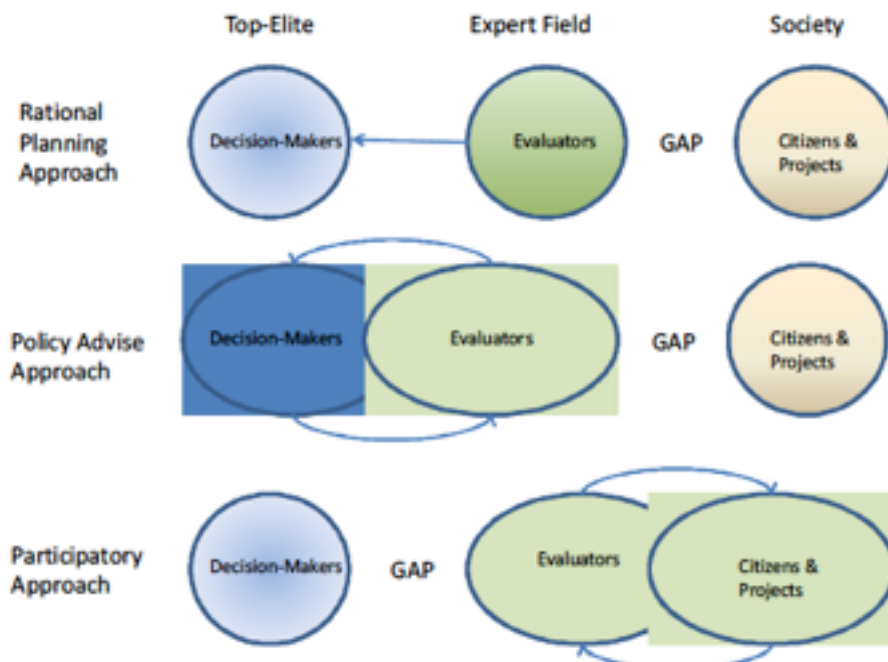 Top-Elite Expert Field Society
Rational
Planning
Approach
Decision-Makers
Evaluators
GAP
Citizens &
Projects
Policy Advise
Approach
Decision-Makers
Evaluators
GAP
Citizens &
Projects
Participatory
Approach
Decision-Makers
GAP
Evaluators
Citizens &
Projects